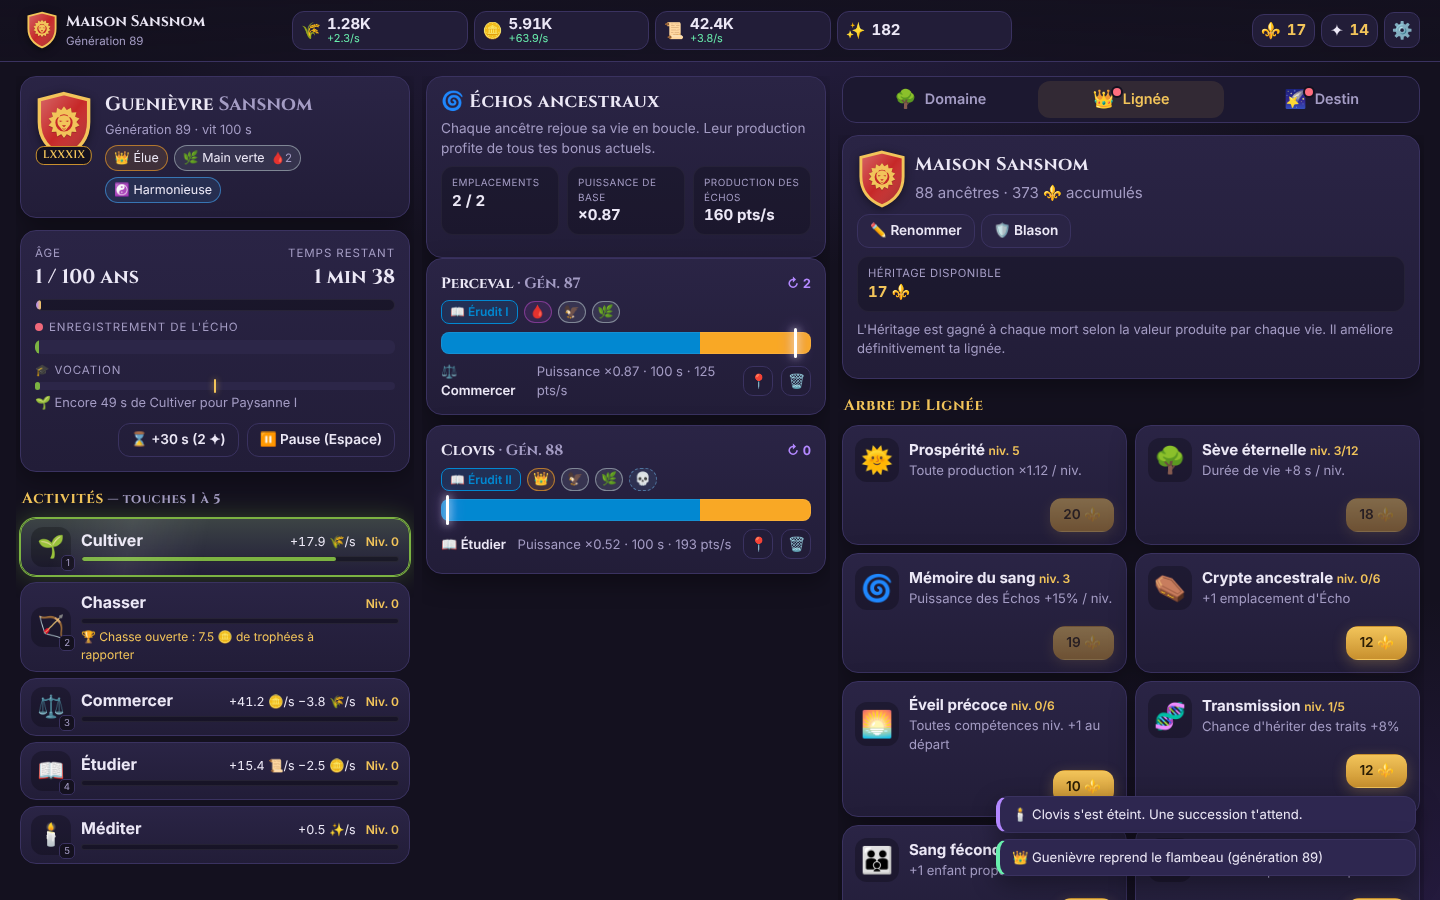 Maison Sansnom
Génération 89
1.28K
+2.3/s
5.91K
+63.9/s
42.4K
+3.8/s
182
17
14
Guenièvre Sansnom
Génération 89 · vit 100 s
LXXXIX
Élue
Main verte 2
Harmonieuse
ÂGE
TEMPS RESTANT
1 / 100 ans
1 min 38
ENREGISTREMENT DE L'ÉCHO
VOCATION
Encore 49 s de Cultiver pour Paysanne I
+30 s (2 ✦)
Pause (Espace)
Activités — touches 1 à 5
Cultiver
+17.9 /s Niv. 0
1
Chasser
Niv. 0
Chasse ouverte : 7.5 de trophées à
rapporter
2
Commercer
+41.2 /s −3.8 /s Niv. 0
3
Étudier
+15.4 /s −2.5 /s Niv. 0
4
Méditer
+0.5 /s Niv. 0
5
Échos ancestraux
Chaque ancêtre rejoue sa vie en boucle. Leur production
profite de tous tes bonus actuels.
EMPLACEMENTS
2 / 2
PUISSANCE DE
BASE
×0.87
PRODUCTION DES
ÉCHOS
160 pts/s
Perceval · Gén. 87
↻ 2
Érudit I
Commercer
Puissance ×0.87 · 100 s · 125
pts/s
Clovis · Gén. 88
↻ 0
Érudit II
Étudier
Puissance ×0.52 · 100 s · 193 pts/s
Domaine
Lignée
Destin
Maison Sansnom
88 ancêtres · 373 accumulés
Renommer
Blason
HÉRITAGE DISPONIBLE
17
L'Héritage est gagné à chaque mort selon la valeur produite par chaque vie. Il améliore
définitivement ta lignée.
Arbre de Lignée
Prospérité niv. 5
Toute production ×1.12 / niv.
20
Sève éternelle niv. 3/12
Durée de vie +8 s / niv.
18
Mémoire du sang niv. 3
Puissance des Échos +15% / niv.
19
Crypte ancestrale niv. 0/6
+1 emplacement d'Écho
12
Éveil précoce niv. 0/6
Toutes compétences niv. +1 au
départ
10
Transmission niv. 1/5
Chance d'hériter des traits +8%
12
Sang
+1 enfant
Clovis s'est éteint. Une succession t'attend.
Guenièvre reprend le flambeau (génération 89)